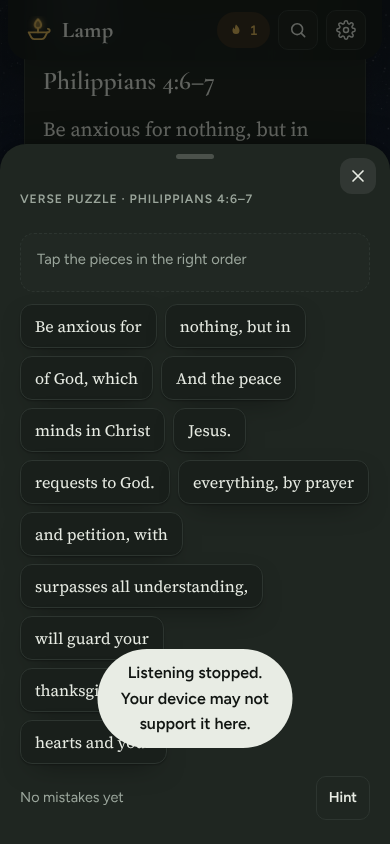 Lamp
1
Philippians 4:6–7
Be anxious for nothing, but in
VERSE PUZZLE · PHILIPPIANS 4:6–7
Tap the pieces in the right order
Be anxious for
nothing, but in
of God, which
And the peace
minds in Christ
Jesus.
requests to God.
everything, by prayer
and petition, with
surpasses all understanding,
will guard your
hearts and
Listening stopped.
Your device may not
support it here.
No mistakes yet
Hint